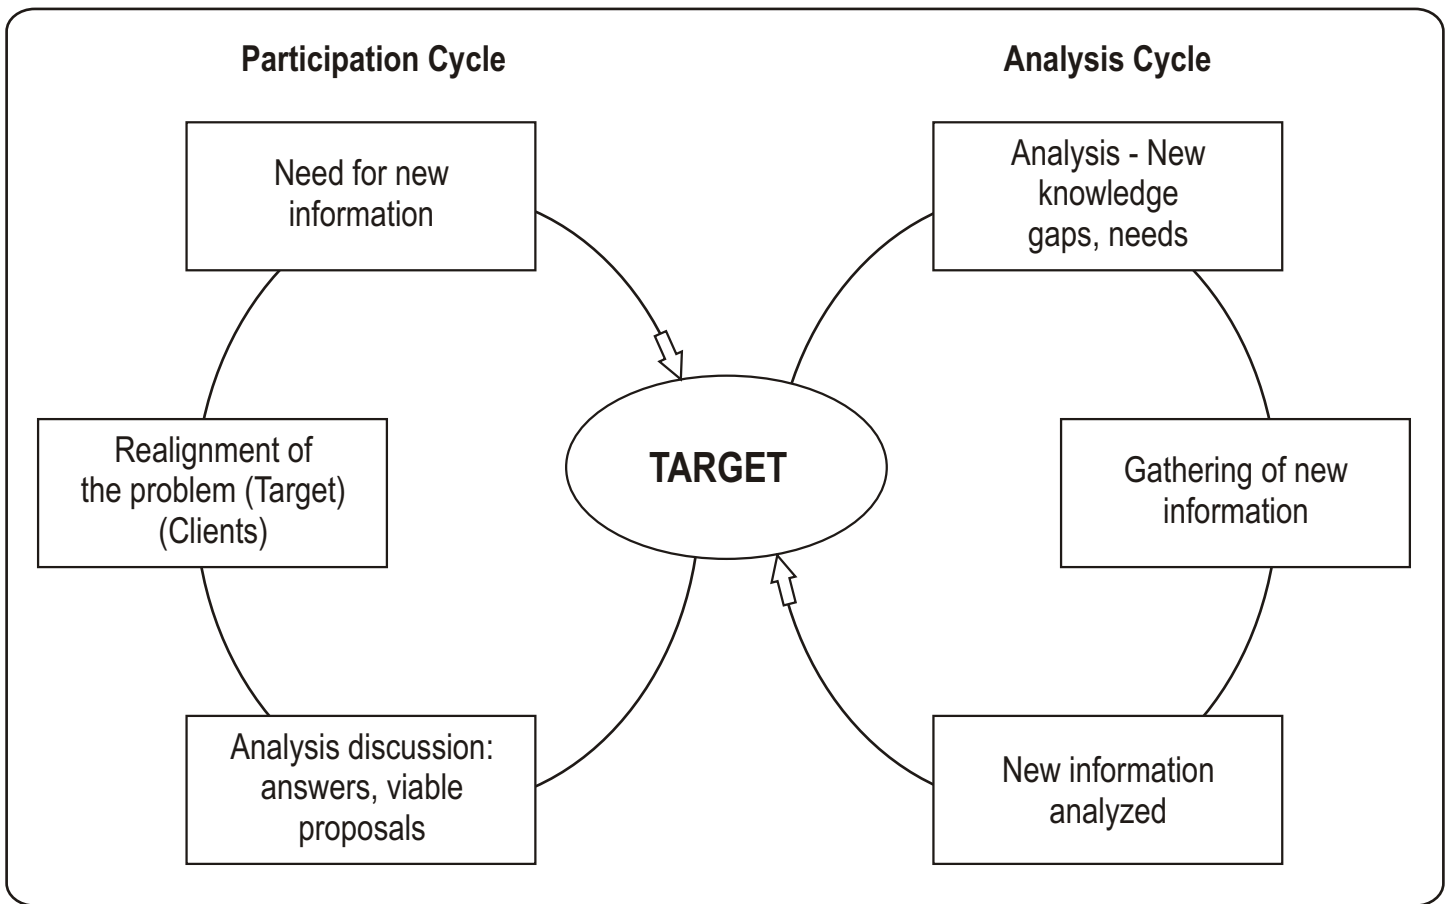 Participation Cycle
Analysis Cycle
Need for new
information
Analysis - New
knowledge
gaps, needs
Realignment of
the problem (Target)
(Clients)
TARGET
Gathering of new
information
Analysis discussion:
answers, viable
proposals
New information
analyzed